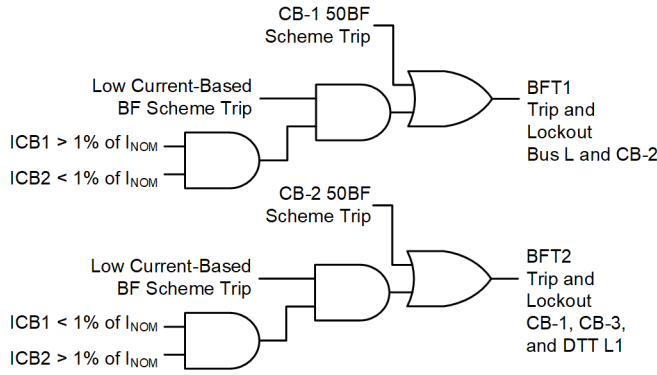 CB-1 50BF
Scheme Trip
Low Current-Based
BF Scheme Trip
ICB1 > 1% of INOM
ICB2 < 1% of INOM
BFT1
Trip and
Lockout
Bus L and CB-2
CB-2 50BF
Scheme Trip
Low Current-Based
BF Scheme Trip
ICB1 < 1% of INOM
ICB2 > 1% of INOM
BFT2
Trip and
Lockout
CB-1, CB-3,
and DTT L1